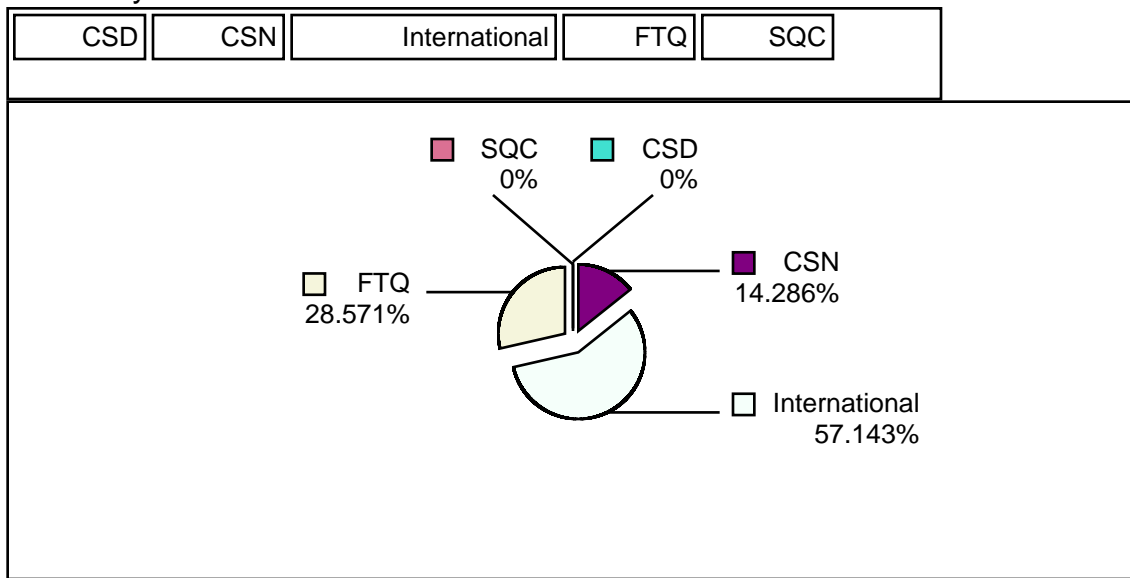 CSD CSN International FTQ SQC
SQC CSD
0% 0%
CSN
14.286%
FTQ
28.571%
International
57.143%